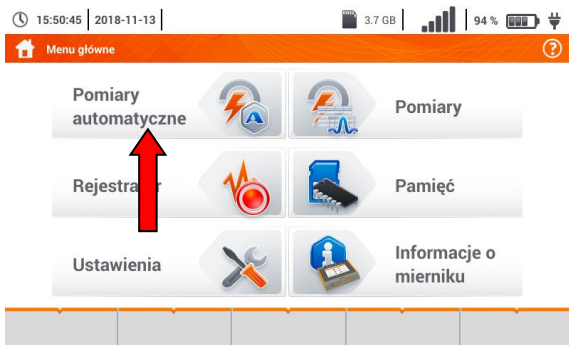 15:50:45 2018-11-13 3.7 GB 94 %
Menu główne ?
Pomiary
automatyczne
Pomiary
Pamięć
Ustawienia
Informacje o
mierniku